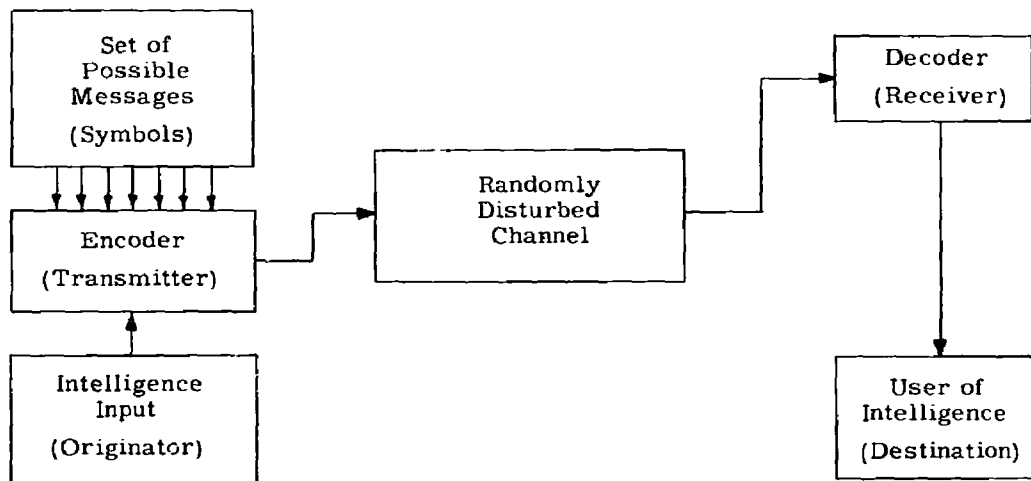 Set of
Possible
Messages
(Symbols)
Encoder
(Transmitter)
Intelligence
Input
(Originator)
Randomly
Disturbed
Channel
Decoder
(Receiver)
User of
Intelligence
(Destination)